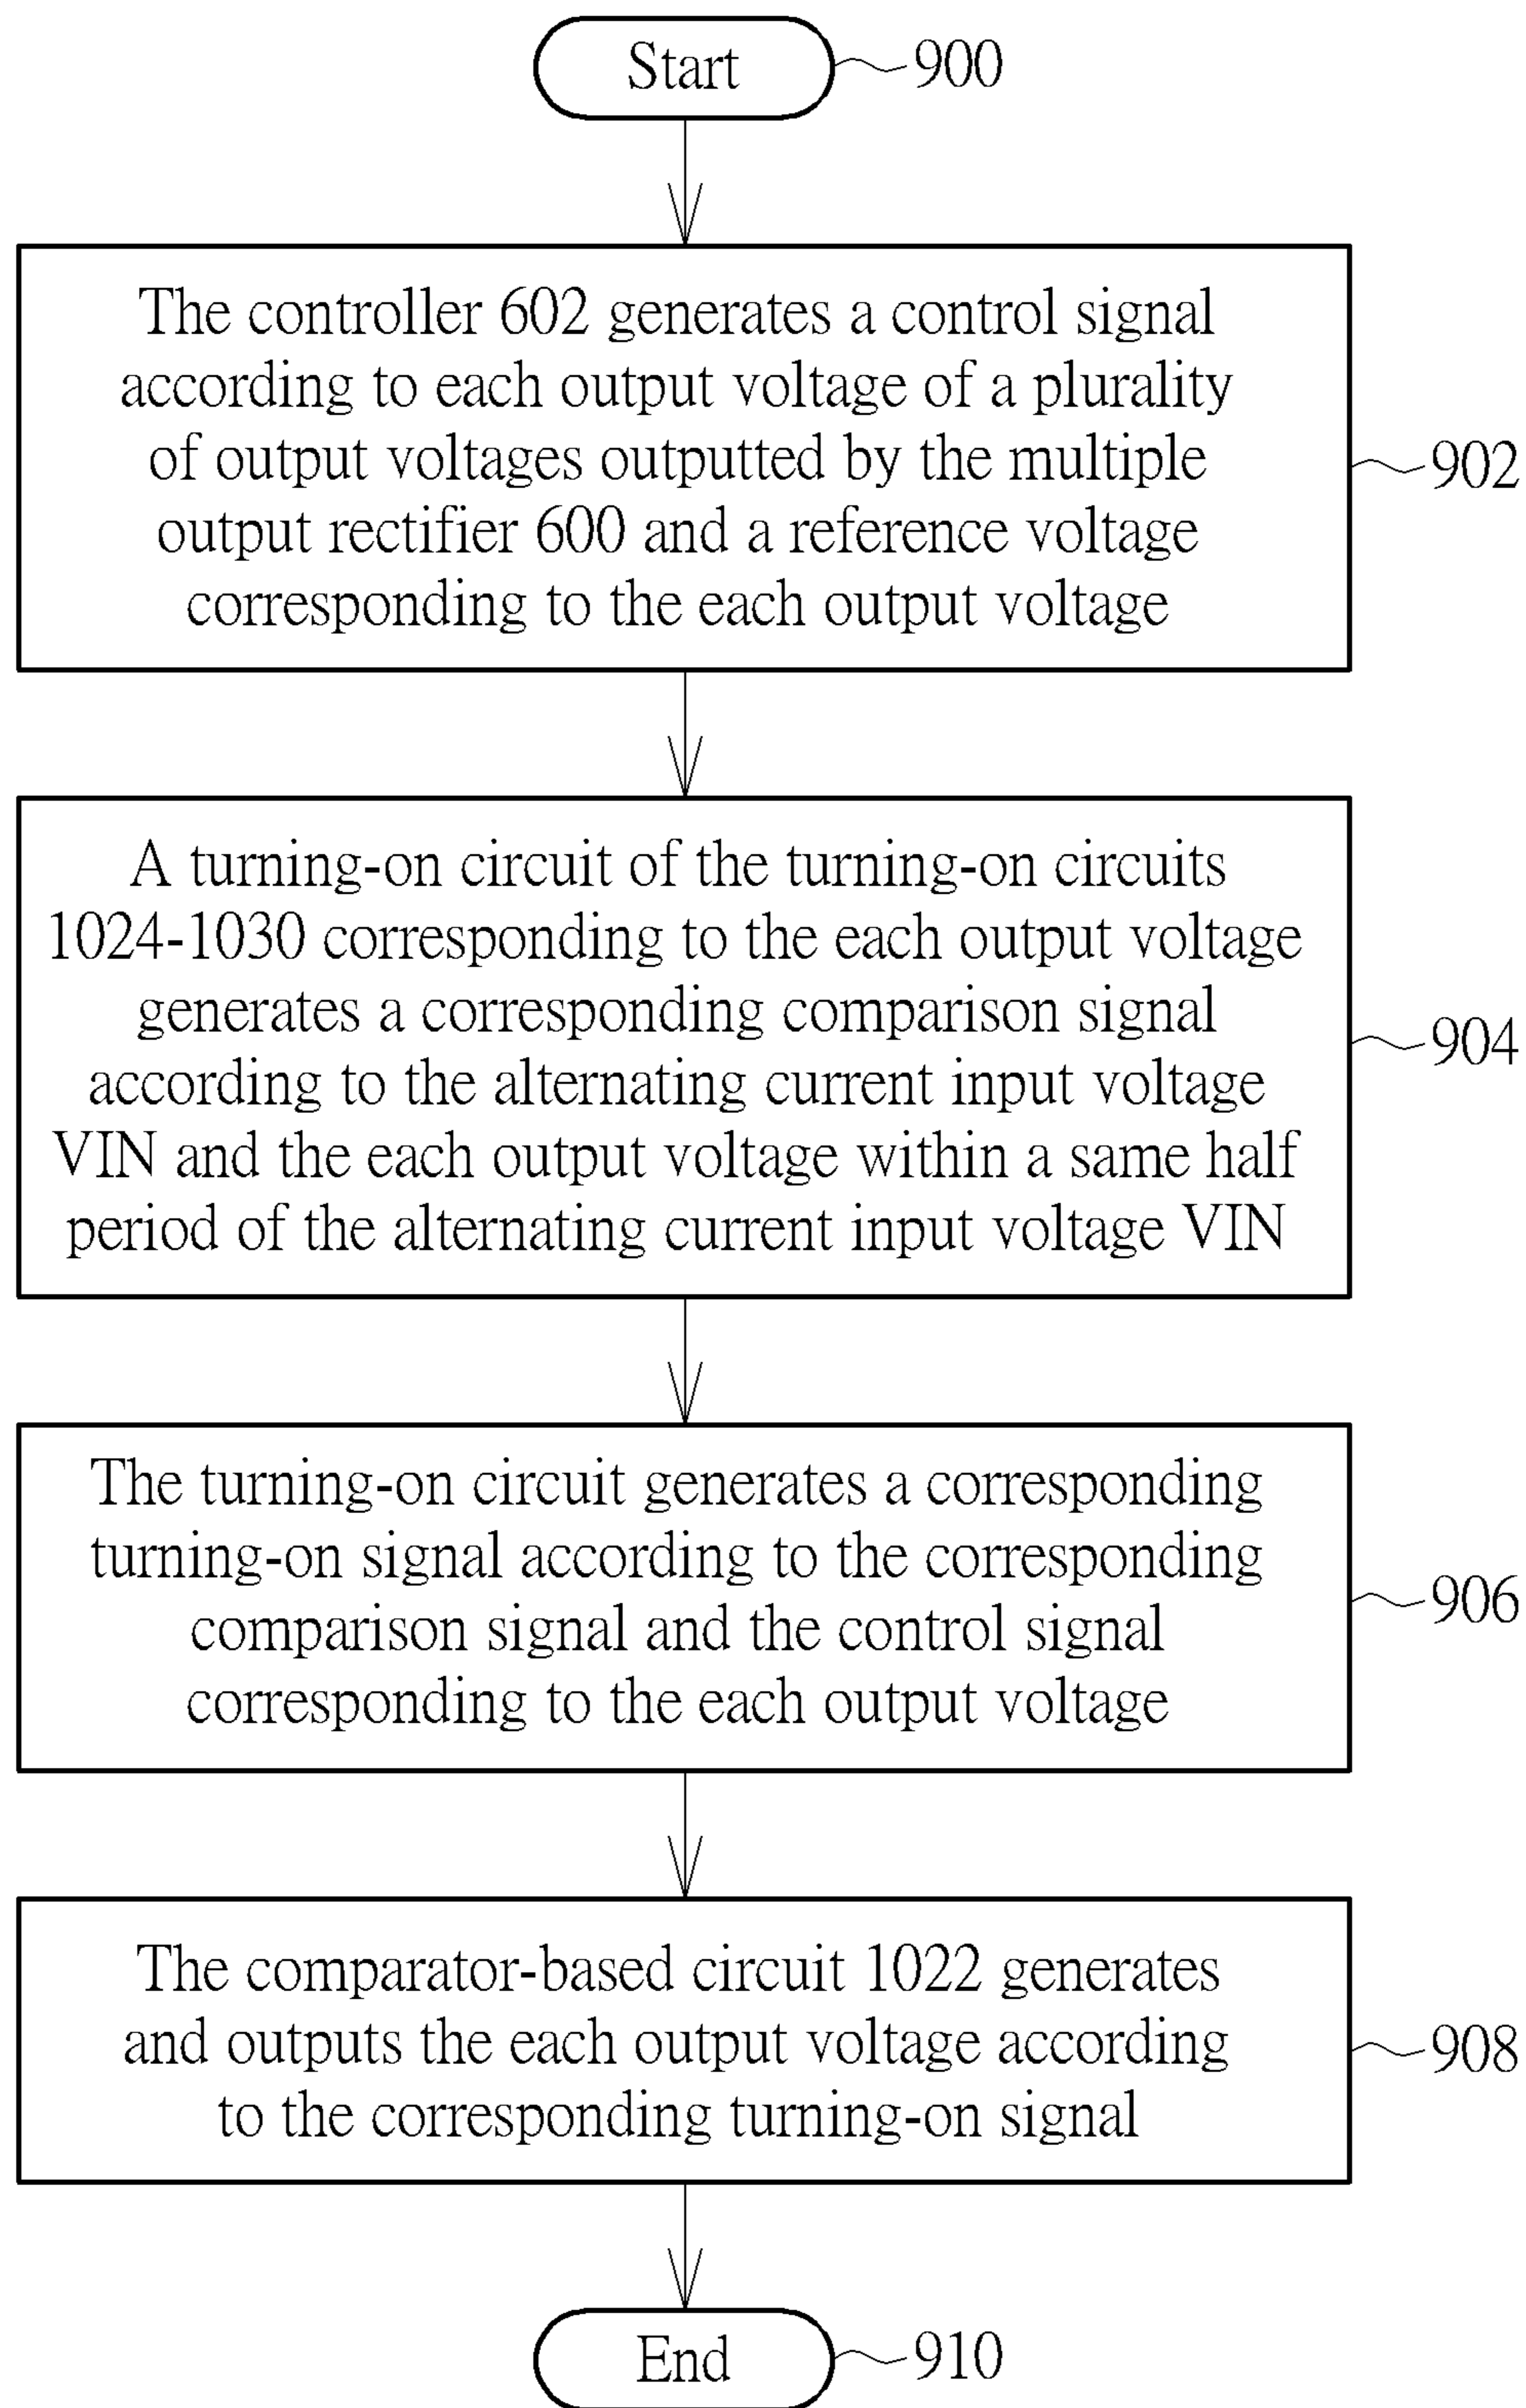 Start
900
The controller 602 generates a control signal
according to each output voltage of a plurality
of output voltages outputted by the multiple
output rectifier 600 and a reference voltage
corresponding to the each output voltage
902
A turning-on circuit of the turning-on circuits
1024-1030 corresponding to the each output voltage
generates a corresponding comparison signal
according to the alternating current input voltage
VIN and the each output voltage within a same half
period of the alternating current input voltage VIN
904
The turning-on circuit generates a corresponding
turning-on signal according to the corresponding
comparison signal and the control signal
corresponding to the each output voltage
906
The comparator-based circuit 1022 generates
and outputs the each output voltage according
to the corresponding turning-on signal
908
End
910